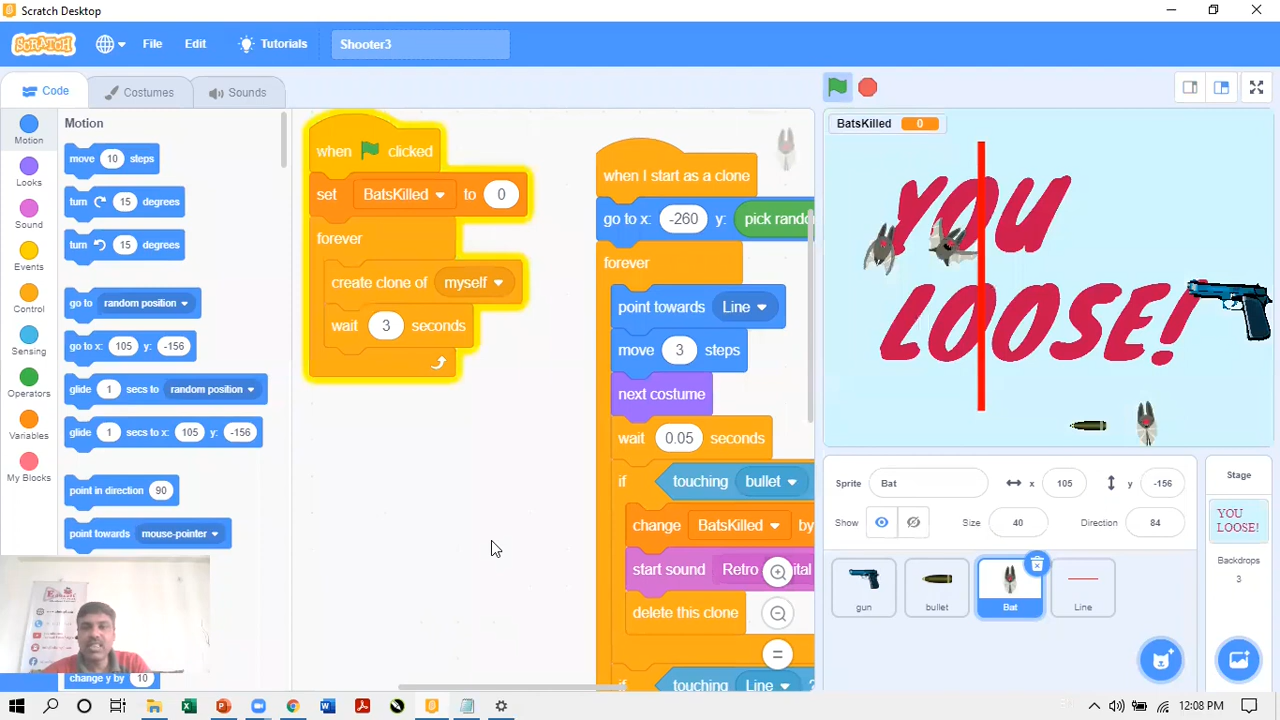 Scratch Desktop
SCRATCH
File
Edit
Tutorials
Shooter3
Code
Costumes
Sounds
Motion
Looks
Sound
Events
Control
Sensing
Operators
Variables
My Blocks
Motion
move 10 steps
turn 15 degrees
turn 15 degrees
go to random position
go to x: 105 y: -156
glide 1 secs to random position
glide 1 secs to x: 105 y: -156
point in direction 90
point towards mouse-pointer
change y by 10
when clicked
set BatsKilled to 0
forever
create clone of myself
wait 3 seconds
when I start as a clone
go to x: -260 y:
forever
point towards Line
move 3 steps
next costume
wait 0.05 seconds
if touching bullet
change BatsKilled by
start sound Retro
delete this clone
if touching Line ?
BatsKilled 0
YOU
LOOSE!
Sprite Bat x 105 y -156
Show Size 40 Direction 84
gun
bullet
Bat
Line
Stage
YOU
LOOSE!
Backdrops
3
12:08 PM